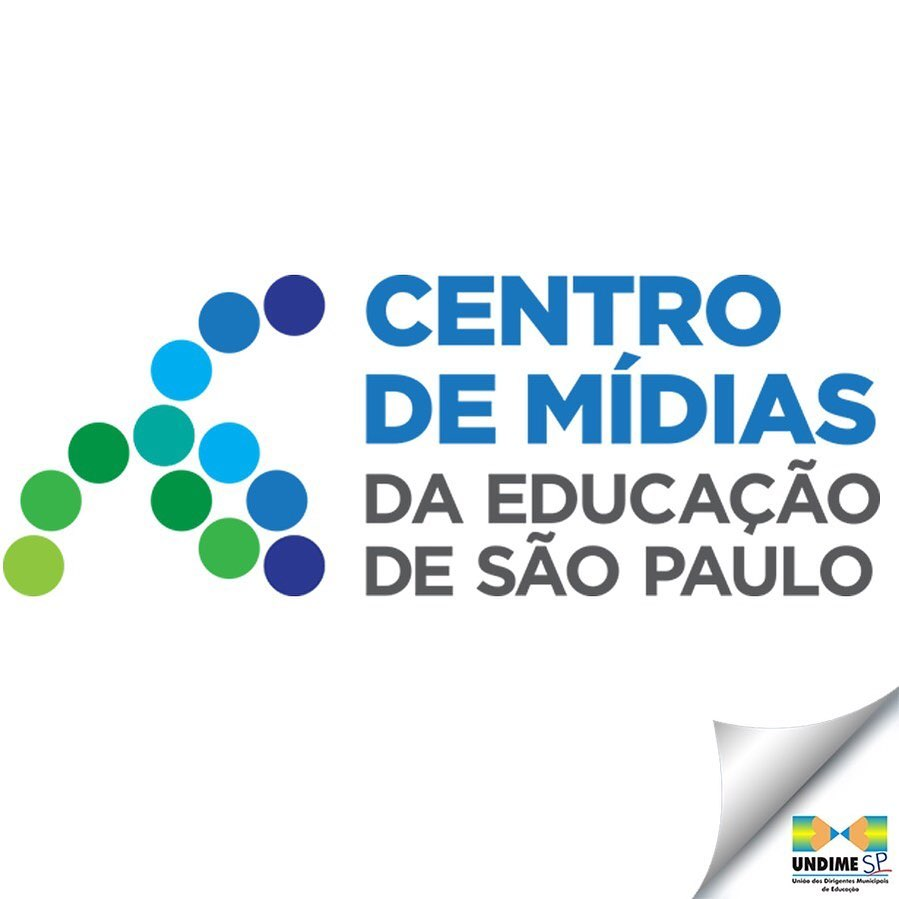 CENTRO
DE MÍDIAS
DA EDUCAÇÃO
DE SÃO PAULO
UNDIME SP
União dos Dirigentes Municipais
de Educação